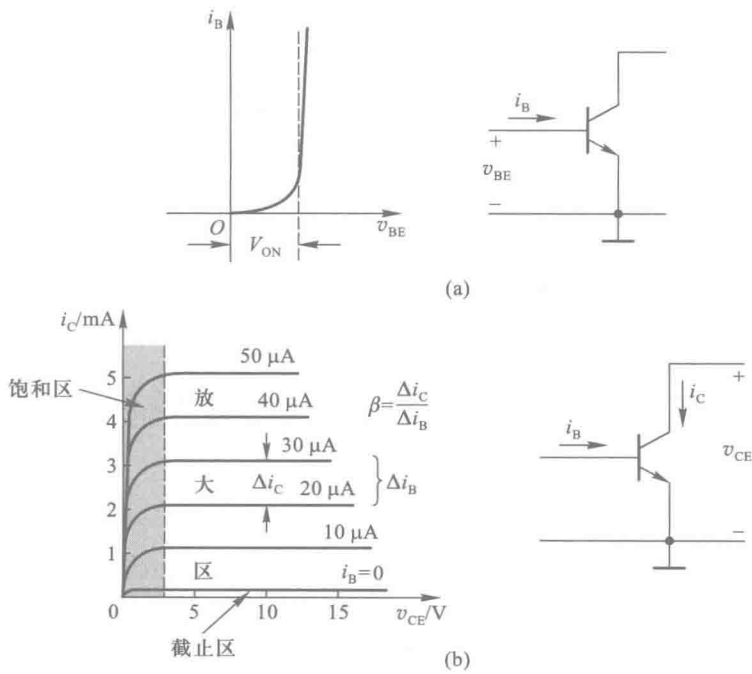 i_B
i_B
+
v_BE
−
O
v_BE
V_ON
(a)
i_C/mA
50 μA
饱和区
5
放
40 μA
β=Δi_C/Δi_B
+
i_C
4
30 μA
i_B
3
大
Δi_C
20 μA
Δi_B
v_CE
2
10 μA
−
1
区
i_B=0
0
5
10
15
v_CE/V
截止区
(b)